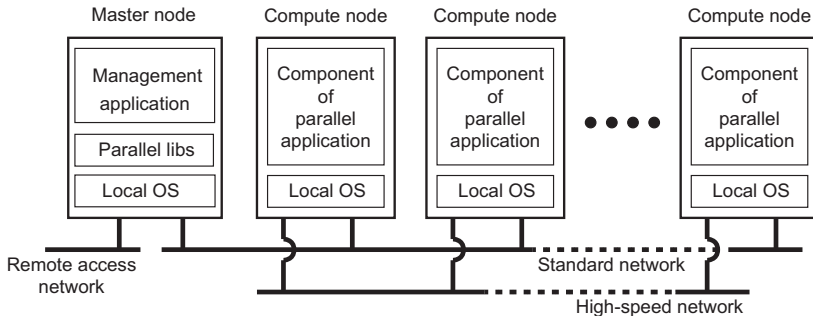 Master node
Compute node
Compute node
Compute node
Management
application
Parallel libs
Local OS
Component
of
parallel
application
Local OS
Component
of
parallel
application
Local OS
Component
of
parallel
application
Local OS
Remote access
network
Standard network
High-speed network